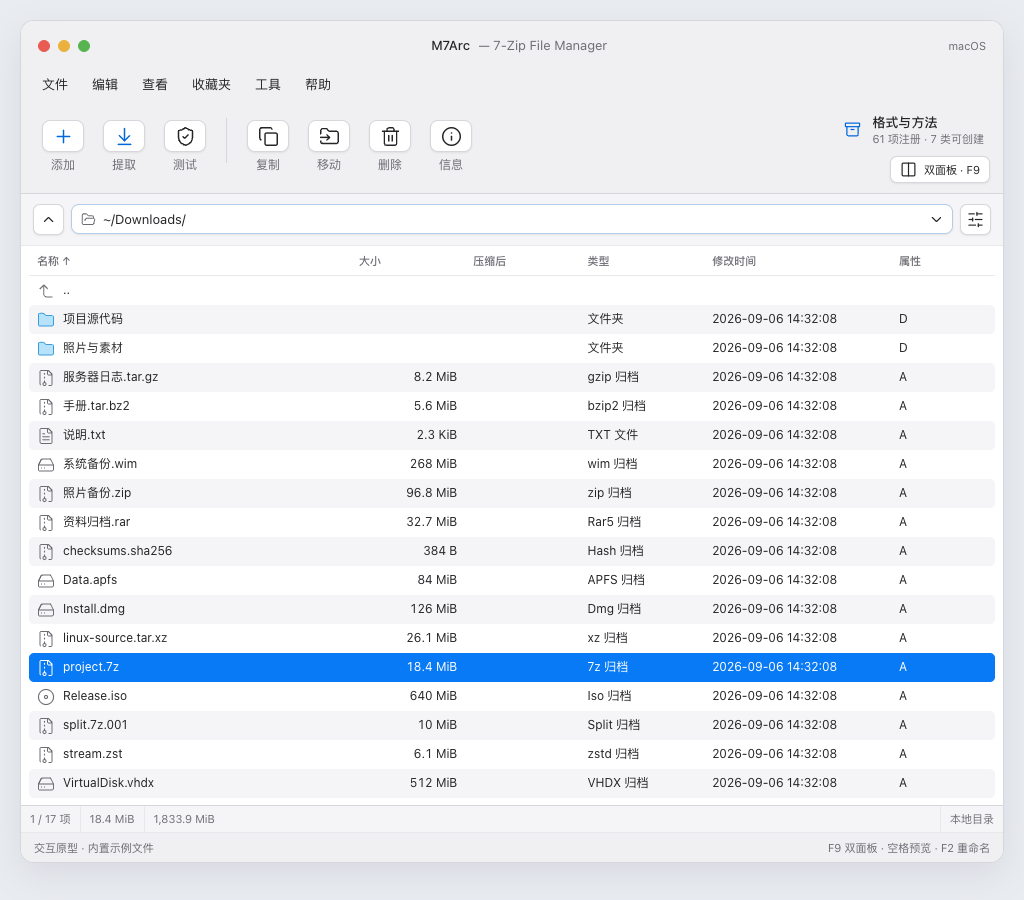 M7Arc — 7-Zip File Manager macOS
文件 编辑 查看 收藏夹 工具 帮助
添加 提取 测试 复制 移动 删除 信息
格式与方法
61 项注册 · 7 类可创建
双面板 · F9
~/Downloads/
名称 ↑ 大小 压缩后 类型 修改时间 属性
..
项目源代码 文件夹 2026-09-06 14:32:08 D
照片与素材 文件夹 2026-09-06 14:32:08 D
服务器日志.tar.gz 8.2 MiB gzip 归档 2026-09-06 14:32:08 A
手册.tar.bz2 5.6 MiB bzip2 归档 2026-09-06 14:32:08 A
说明.txt 2.3 KiB TXT 文件 2026-09-06 14:32:08 A
系统备份.wim 268 MiB wim 归档 2026-09-06 14:32:08 A
照片备份.zip 96.8 MiB zip 归档 2026-09-06 14:32:08 A
资料归档.rar 32.7 MiB Rar5 归档 2026-09-06 14:32:08 A
checksums.sha256 384 B Hash 归档 2026-09-06 14:32:08 A
Data.apfs 84 MiB APFS 归档 2026-09-06 14:32:08 A
Install.dmg 126 MiB Dmg 归档 2026-09-06 14:32:08 A
linux-source.tar.xz 26.1 MiB xz 归档 2026-09-06 14:32:08 A
project.7z 18.4 MiB 7z 归档 2026-09-06 14:32:08 A
Release.iso 640 MiB Iso 归档 2026-09-06 14:32:08 A
split.7z.001 10 MiB Split 归档 2026-09-06 14:32:08 A
stream.zst 6.1 MiB zstd 归档 2026-09-06 14:32:08 A
VirtualDisk.vhdx 512 MiB VHDX 归档 2026-09-06 14:32:08 A
1 / 17 项 18.4 MiB 1,833.9 MiB 本地目录
交互原型 · 内置示例文件 F9 双面板 · 空格预览 · F2 重命名